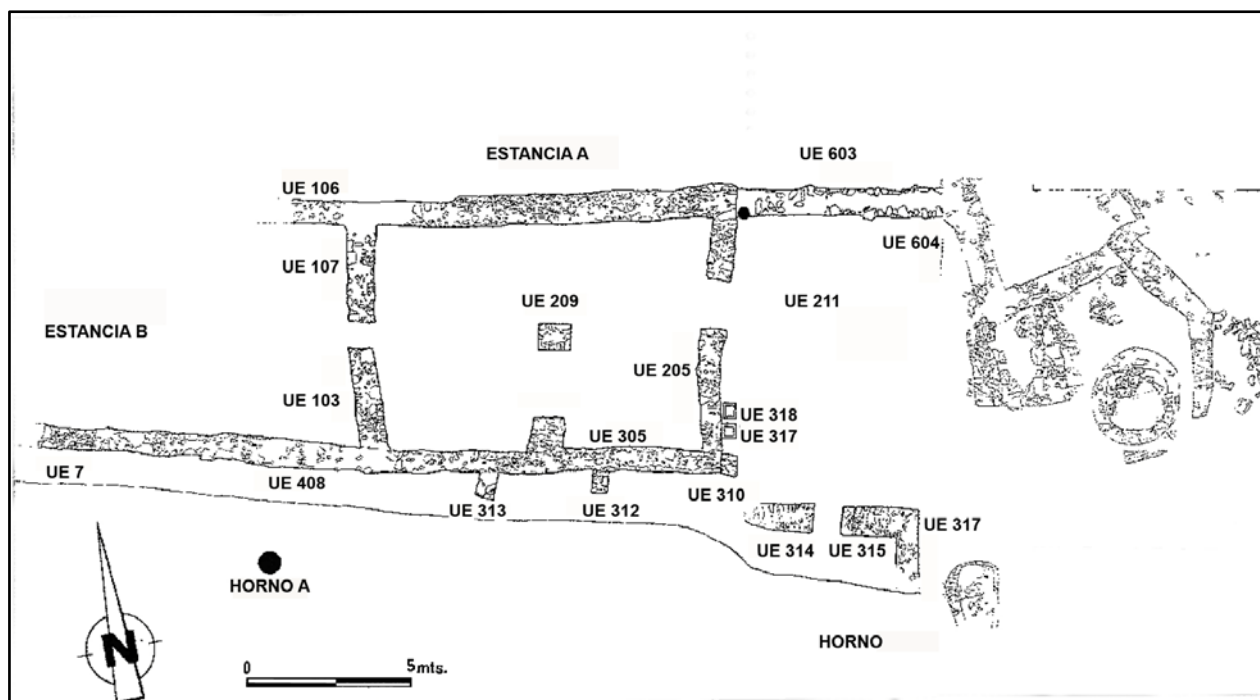 ESTANCIA A
UE 603
UE 106
UE 604
UE 107
UE 209
UE 211
ESTANCIA B
UE 205
UE 103
UE 318
UE 305
UE 317
UE 7
UE 408
UE 310
UE 313
UE 312
UE 317
UE 314
UE 315
HORNO A
HORNO
N
0
5mts.